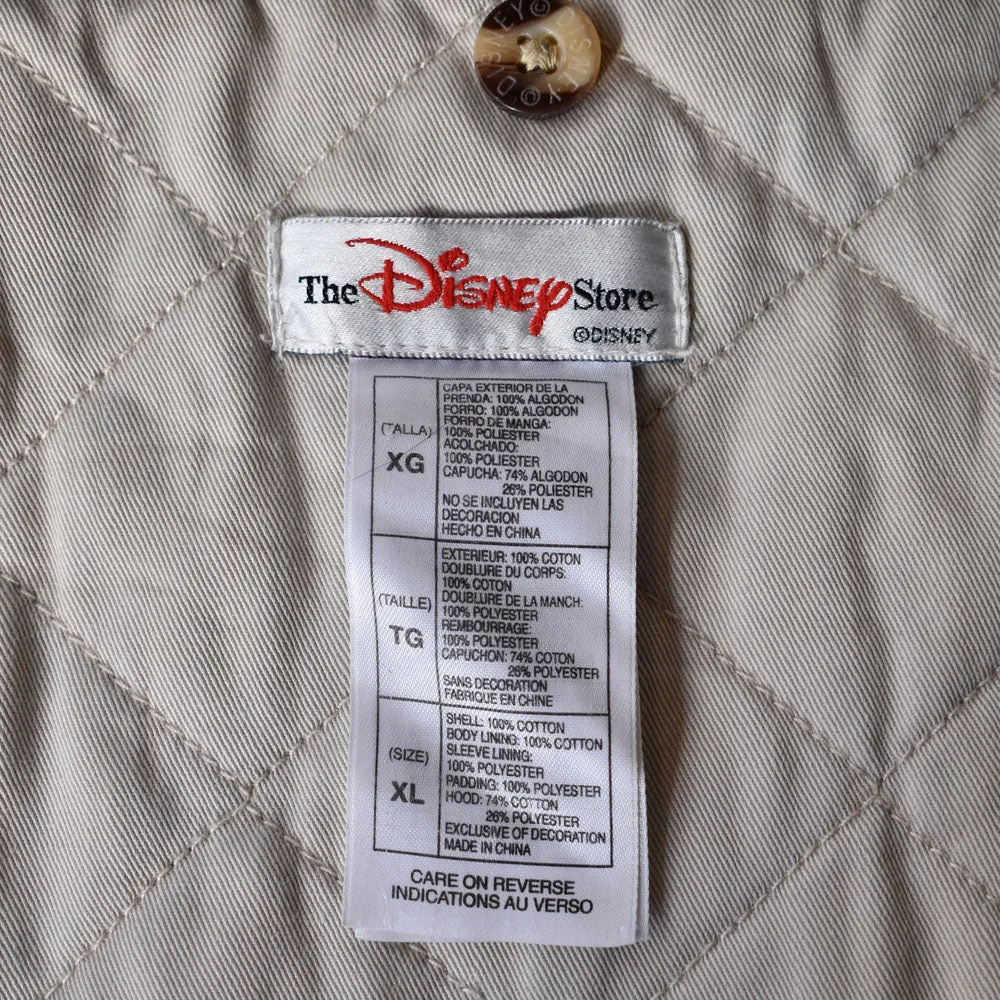 DISNEY©DISNEY©
The Disney Store
©DISNEY
(TALLA)
XG
CAPA EXTERIOR DE LA
PRENDA: 100% ALGODON
FORRO: 100% ALGODON
FORRO DE MANGA:
100% POLIESTER
ACOLCHADO:
100% POLIESTER
CAPUCHA: 74% ALGODON
26% POLIESTER
NO SE INCLUYEN LAS
DECORACION
HECHO EN CHINA
(TAILLE)
TG
EXTERIEUR: 100% COTON
DOUBLURE DU CORPS:
100% COTON
DOUBLURE DE LA MANCH:
100% POLYESTER
REMBOURRAGE:
100% POLYESTER
CAPUCHON: 74% COTON
26% POLYESTER
SANS DECORATION
FABRIQUE EN CHINE
(SIZE)
XL
SHELL: 100% COTTON
BODY LINING: 100% COTTON
SLEEVE LINING:
100% POLYESTER
PADDING: 100% POLYESTER
HOOD: 74% COTTON
26% POLYESTER
EXCLUSIVE OF DECORATION
MADE IN CHINA
CARE ON REVERSE
INDICATIONS AU VERSO